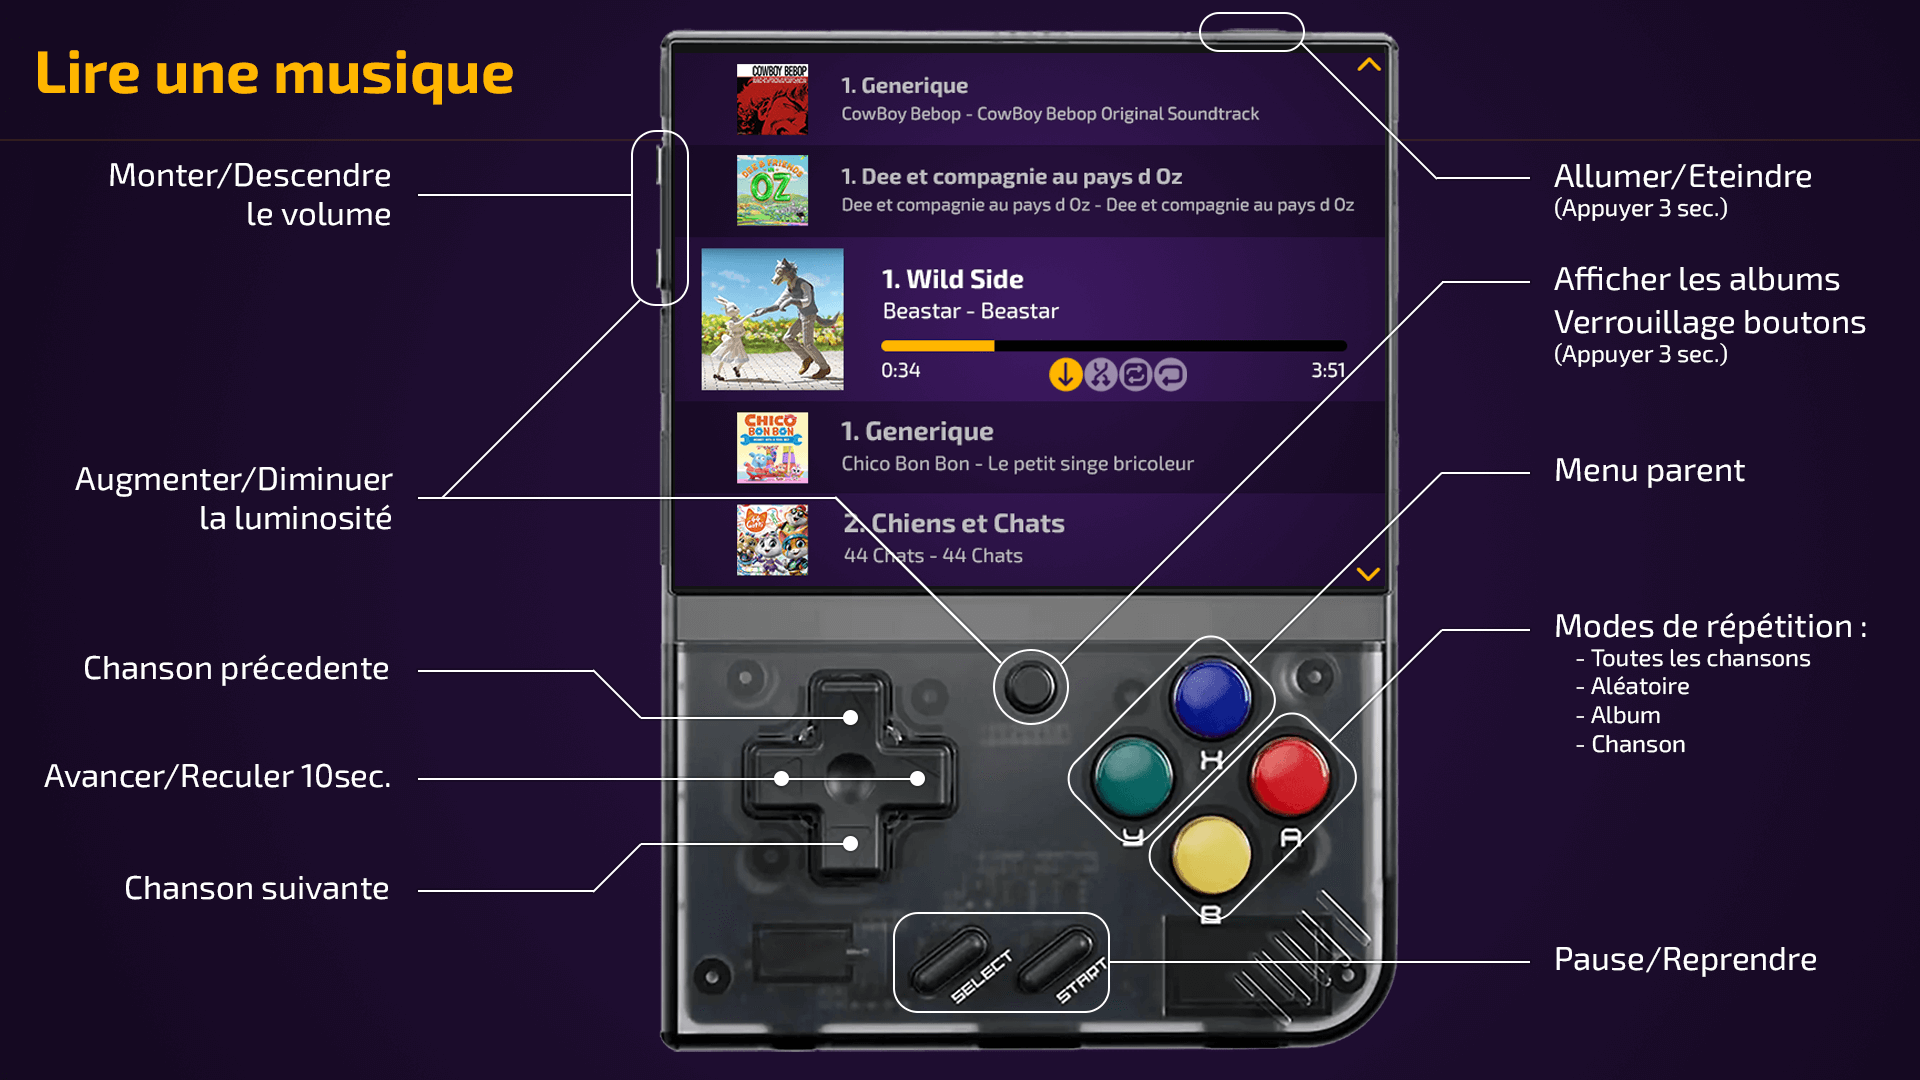 Lire une musique
Monter/Descendre
le volume
Augmenter/Diminuer
la luminosité
Chanson précedente
Avancer/Reculer 10sec.
Chanson suivante
COWBOY BEBOP
1. Generique
CowBoy Bebop - CowBoy Bebop Original Soundtrack
DEE & FRIENDS
OZ
1. Dee et compagnie au pays d Oz
Dee et compagnie au pays d Oz - Dee et compagnie au pays d Oz
1. Wild Side
Beastar - Beastar
0:34
3:51
CHICO
BON BON
1. Generique
Chico Bon Bon - Le petit singe bricoleur
2. Chiens et Chats
44 Chats - 44 Chats
X
Y
A
B
SELECT
START
Allumer/Eteindre
(Appuyer 3 sec.)
Afficher les albums
Verrouillage boutons
(Appuyer 3 sec.)
Menu parent
Modes de répétition :
- Toutes les chansons
- Aléatoire
- Album
- Chanson
Pause/Reprendre